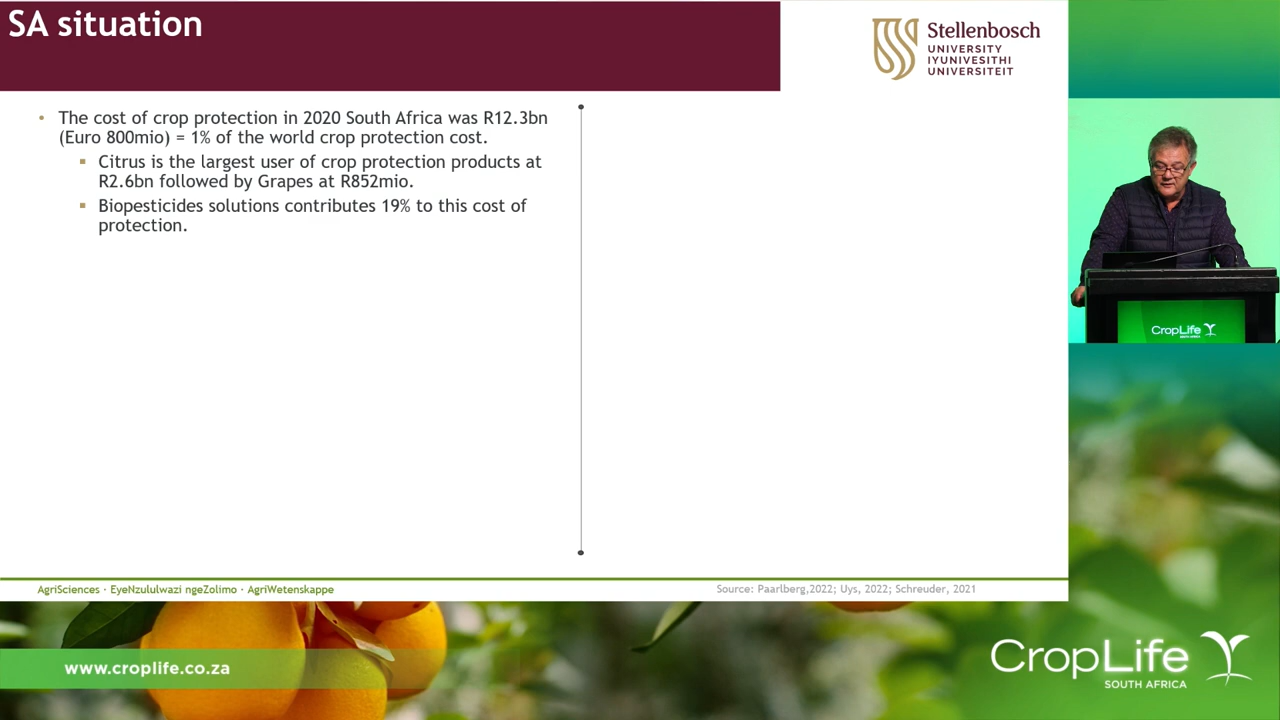 SA situation
Stellenbosch
UNIVERSITY
IYUNIVESITHI
UNIVERSITEIT
• The cost of crop protection in 2020 South Africa was R12.3bn
(Euro 800mio) = 1% of the world crop protection cost.
▪ Citrus is the largest user of crop protection products at
R2.6bn followed by Grapes at R852mio.
▪ Biopesticides solutions contributes 19% to this cost of
protection.
AgriSciences · EyeNzululwazi ngeZolimo · AgriWetenskappe
Source: Paarlberg,2022; Uys, 2022; Schreuder, 2021
CropLife
SOUTH AFRICA
www.croplife.co.za
CropLife
SOUTH AFRICA